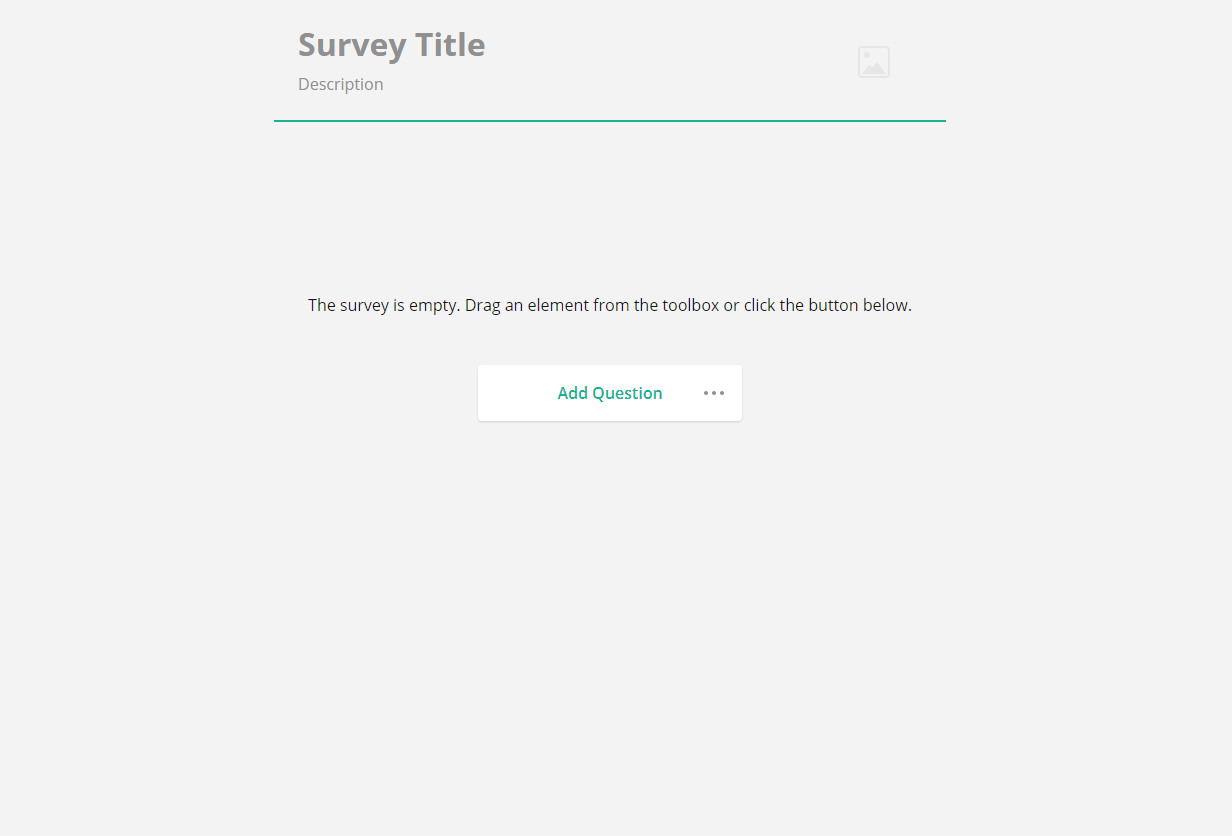 Survey Title
Description
The survey is empty. Drag an element from the toolbox or click the button below.
Add Question